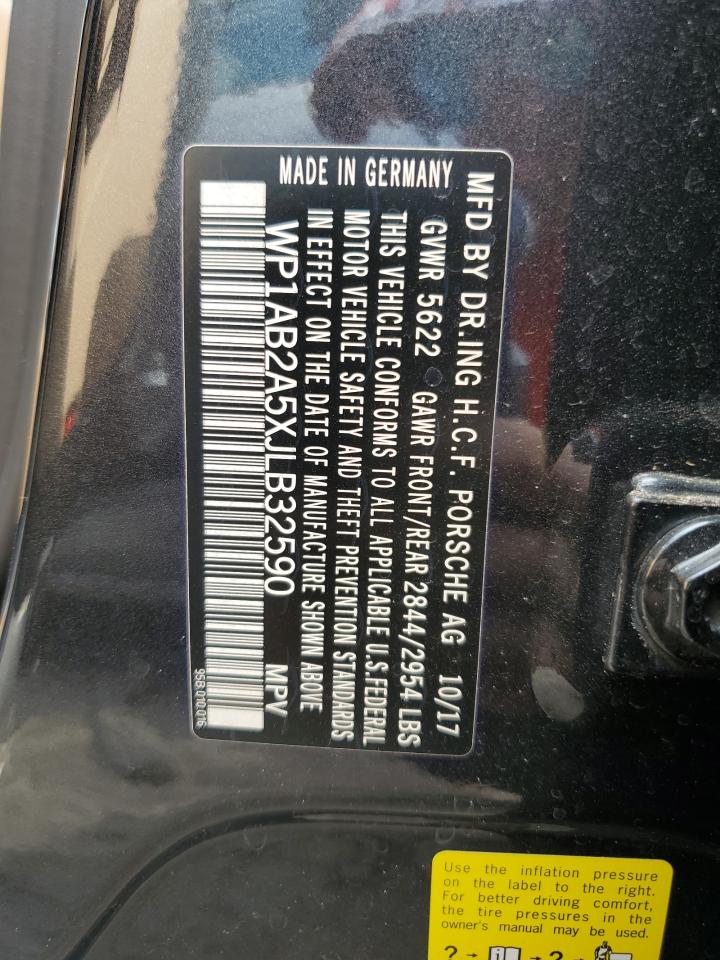 MFD BY DR.ING H.C.F. PORSCHE AG 10/17
GVWR 5622 GAWR FRONT/REAR 2844/2954 LBS
THIS VEHICLE CONFORMS TO ALL APPLICABLE U.S.FEDERAL
MOTOR VEHICLE SAFETY AND THEFT PREVENTION STANDARDS
IN EFFECT ON THE DATE OF MANUFACTURE SHOWN ABOVE
MADE IN GERMANY
WP1AB2A5XJLB32590 MPV
95B.010.016
Use the inflation pressure
on the label to the right.
For better driving comfort,
the tire pressures in the
owner's manual may be used.
? → i → ? →